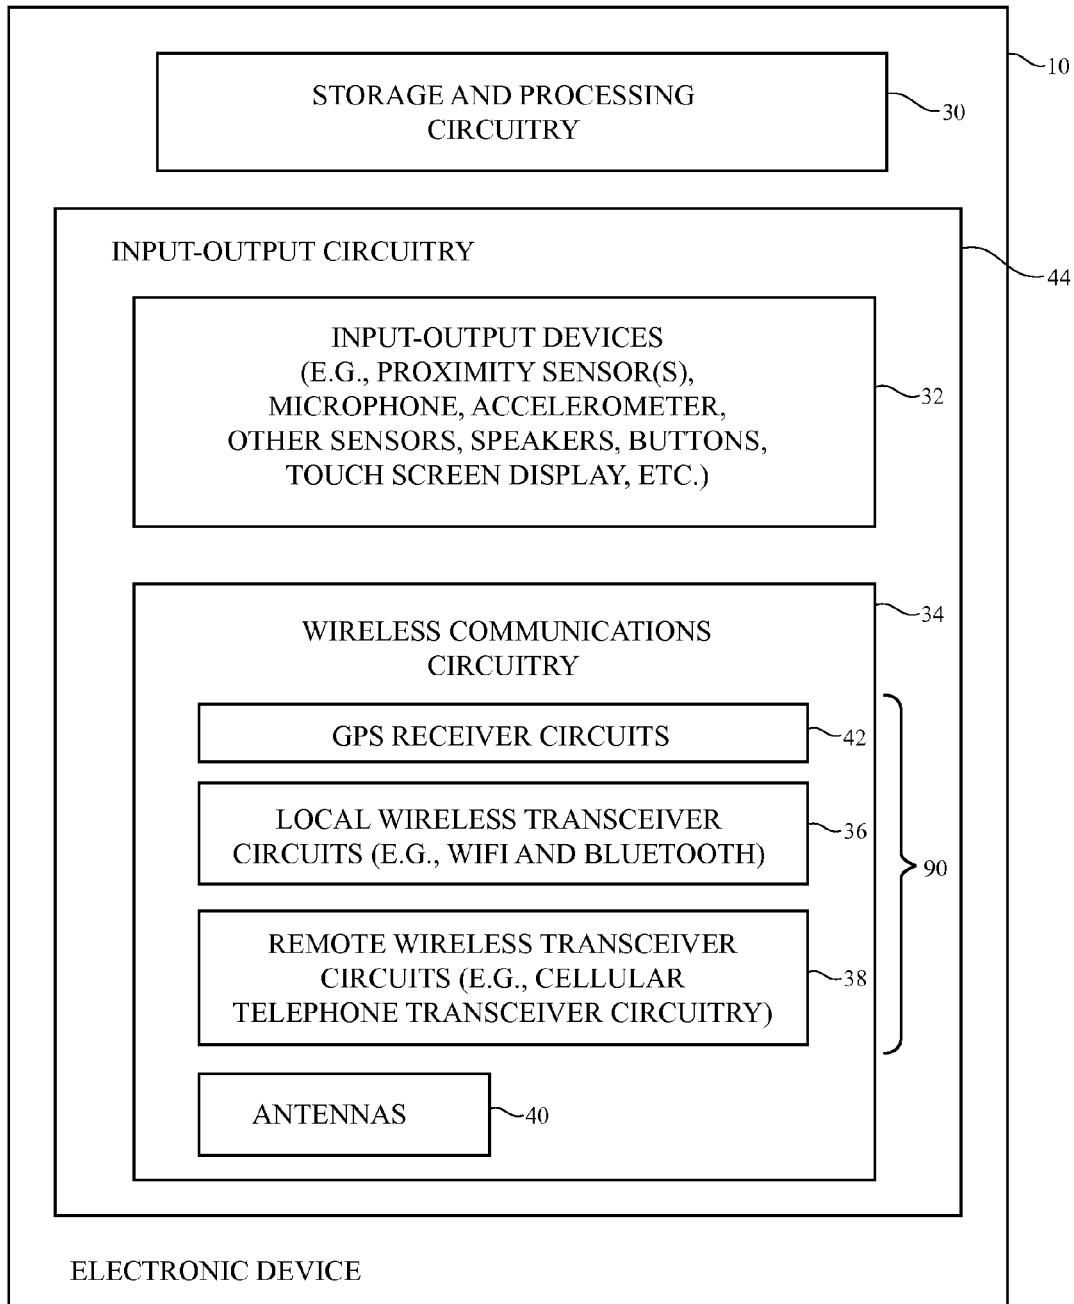 10
STORAGE AND PROCESSING
CIRCUITRY
30
INPUT-OUTPUT CIRCUITRY
44
INPUT-OUTPUT DEVICES
(E.G., PROXIMITY SENSOR(S),
MICROPHONE, ACCELEROMETER,
OTHER SENSORS, SPEAKERS, BUTTONS,
TOUCH SCREEN DISPLAY, ETC.)
32
34
WIRELESS COMMUNICATIONS
CIRCUITRY
GPS RECEIVER CIRCUITS
42
LOCAL WIRELESS TRANSCEIVER
CIRCUITS (E.G., WIFI AND BLUETOOTH)
36
90
REMOTE WIRELESS TRANSCEIVER
CIRCUITS (E.G., CELLULAR
TELEPHONE TRANSCEIVER CIRCUITRY)
38
ANTENNAS
40
ELECTRONIC DEVICE